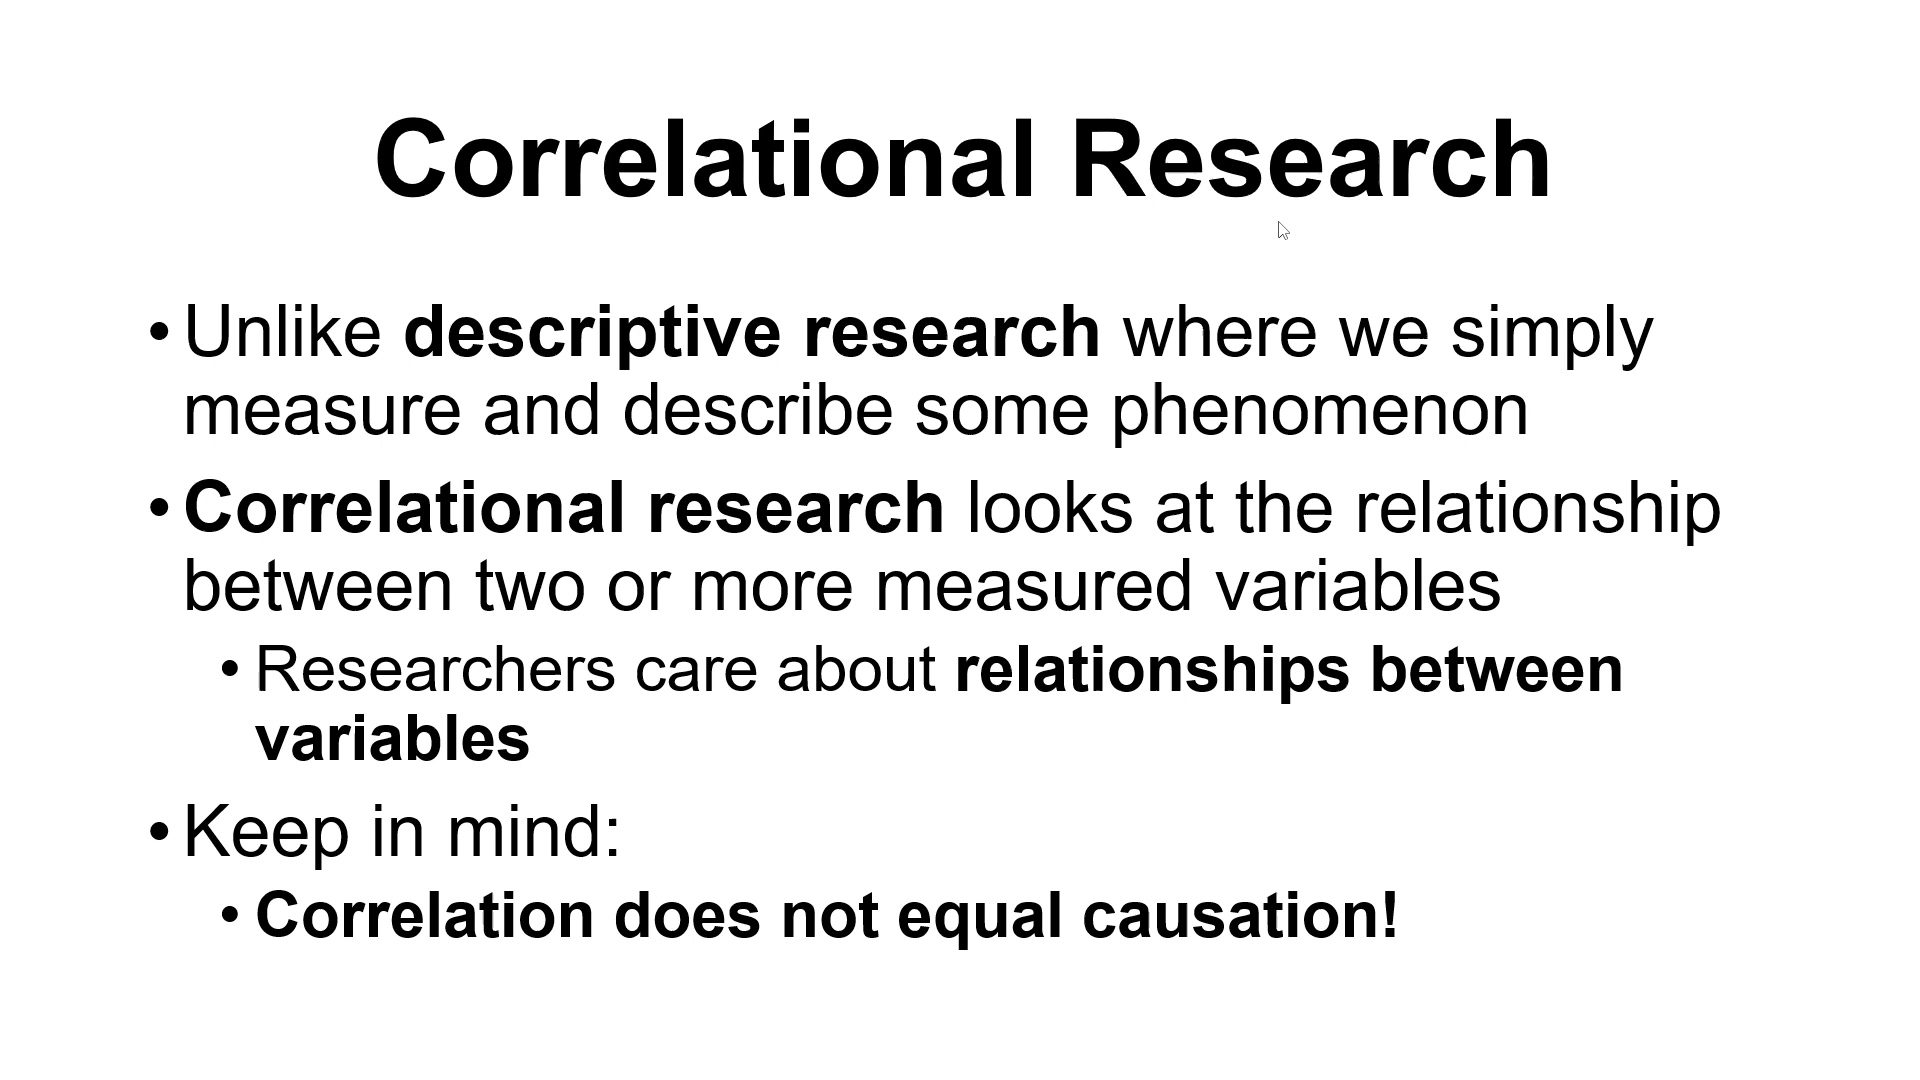 Correlational Research
• Unlike descriptive research where we simply
measure and describe some phenomenon
• Correlational research looks at the relationship
between two or more measured variables
• Researchers care about relationships between
variables
• Keep in mind:
• Correlation does not equal causation!